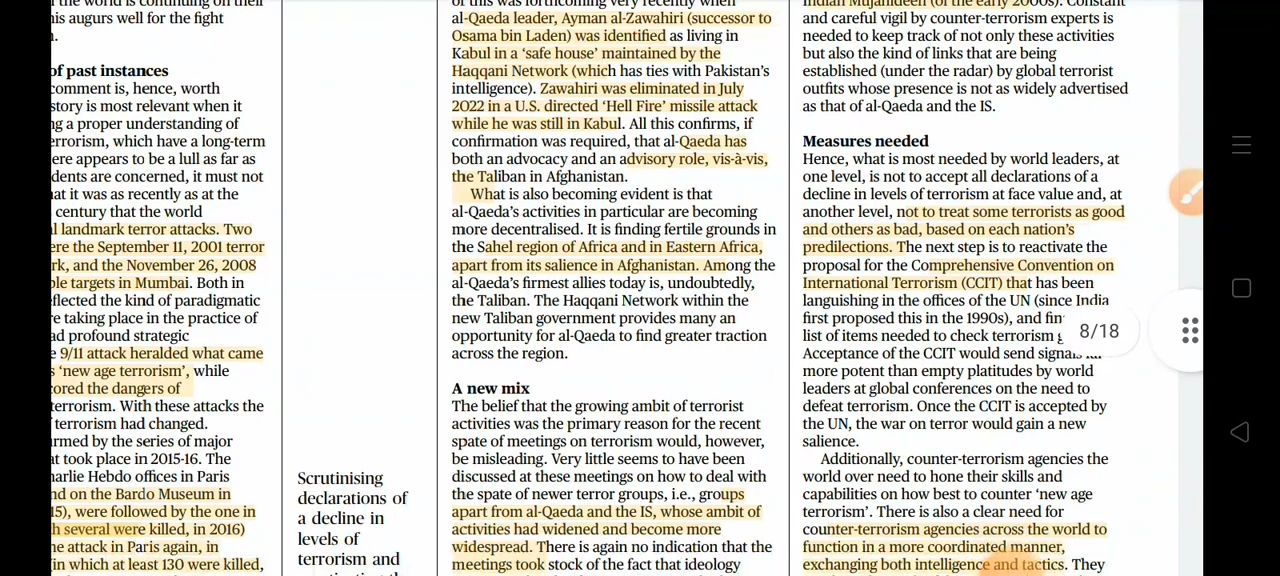 the world is continuing on their
his augurs well for the fight
of past instances
comment is, hence, worth
story is most relevant when it
ng a proper understanding of
errorism, which have a long-term
ere appears to be a lull as far as
dents are concerned, it must not
at it was as recently as at the
century that the world
l landmark terror attacks. Two
ere the September 11, 2001 terror
rk, and the November 26, 2008
ple targets in Mumbai. Both in
eflected the kind of paradigmatic
re taking place in the practice of
ad profound strategic
e 9/11 attack heralded what came
s 'new age terrorism', while
cored the dangers of
terrorism. With these attacks the
f terrorism had changed.
urmed by the series of major
at took place in 2015-16. The
harlie Hebdo offices in Paris
nd on the Bardo Museum in
15), were followed by the one in
h several were killed, in 2016)
he attack in Paris again, in
in which at least 130 were killed,
Scrutinising
declarations of
a decline in
levels of
terrorism and
of this was forthcoming very recently when
al-Qaeda leader, Ayman al-Zawahiri (successor to
Osama bin Laden) was identified as living in
Kabul in a 'safe house' maintained by the
Haqqani Network (which has ties with Pakistan's
intelligence). Zawahiri was eliminated in July
2022 in a U.S. directed 'Hell Fire' missile attack
while he was still in Kabul. All this confirms, if
confirmation was required, that al-Qaeda has
both an advocacy and an advisory role, vis-à-vis,
the Taliban in Afghanistan.
What is also becoming evident is that
al-Qaeda's activities in particular are becoming
more decentralised. It is finding fertile grounds in
the Sahel region of Africa and in Eastern Africa,
apart from its salience in Afghanistan. Among the
al-Qaeda's firmest allies today is, undoubtedly,
the Taliban. The Haqqani Network within the
new Taliban government provides many an
opportunity for al-Qaeda to find greater traction
across the region.
A new mix
The belief that the growing ambit of terrorist
activities was the primary reason for the recent
spate of meetings on terrorism would, however,
be misleading. Very little seems to have been
discussed at these meetings on how to deal with
the spate of newer terror groups, i.e., groups
apart from al-Qaeda and the IS, whose ambit of
activities had widened and become more
widespread. There is again no indication that the
meetings took stock of the fact that ideology
Indian Mujahideen (of the early 2000s). Constant
and careful vigil by counter-terrorism experts is
needed to keep track of not only these activities
but also the kind of links that are being
established (under the radar) by global terrorist
outfits whose presence is not as widely advertised
as that of al-Qaeda and the IS.
Measures needed
Hence, what is most needed by world leaders, at
one level, is not to accept all declarations of a
decline in levels of terrorism at face value and, at
another level, not to treat some terrorists as good
and others as bad, based on each nation's
predilections. The next step is to reactivate the
proposal for the Comprehensive Convention on
International Terrorism (CCIT) that has been
languishing in the offices of the UN (since India
first proposed this in the 1990s), and fin
list of items needed to check terrorism g
Acceptance of the CCIT would send signals
more potent than empty platitudes by world
leaders at global conferences on the need to
defeat terrorism. Once the CCIT is accepted by
the UN, the war on terror would gain a new
salience.
Additionally, counter-terrorism agencies the
world over need to hone their skills and
capabilities on how best to counter 'new age
terrorism'. There is also a clear need for
counter-terrorism agencies across the world to
function in a more coordinated manner,
exchanging both intelligence and tactics. They
8/18